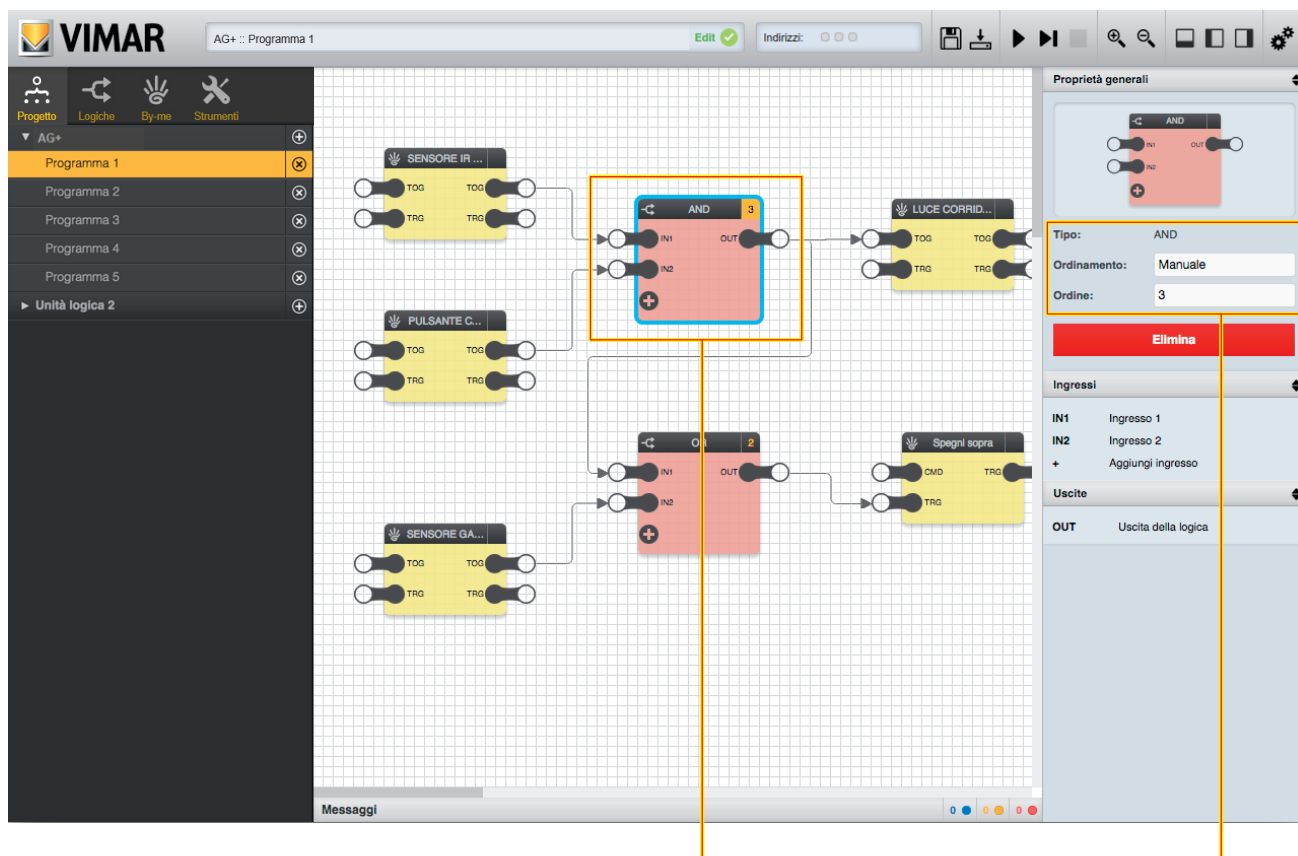 VIMAR
AG+ :: Programma 1
Edit
Indirizzi:
Progetto
Logiche
By-me
Strumenti
AG+
Programma 1
Programma 2
Programma 3
Programma 4
Programma 5
Unità logica 2
SENSORE IR ...
TOG TOG
TRG TRG
PULSANTE C...
TOG TOG
TRG TRG
SENSORE GA...
TOG TOG
TRG TRG
AND 3
IN1 OUT
IN2
OR 2
IN1 OUT
IN2
LUCE CORRID...
TOG TOG
TRG TRG
Spegni sopra
CMD TRG
TRG
Messaggi
0 0 0
Proprietà generali
AND
IN1 OUT
IN2
Tipo: AND
Ordinamento: Manuale
Ordine: 3
Elimina
Ingressi
IN1 Ingresso 1
IN2 Ingresso 2
+ Aggiungi ingresso
Uscite
OUT Uscita della logica